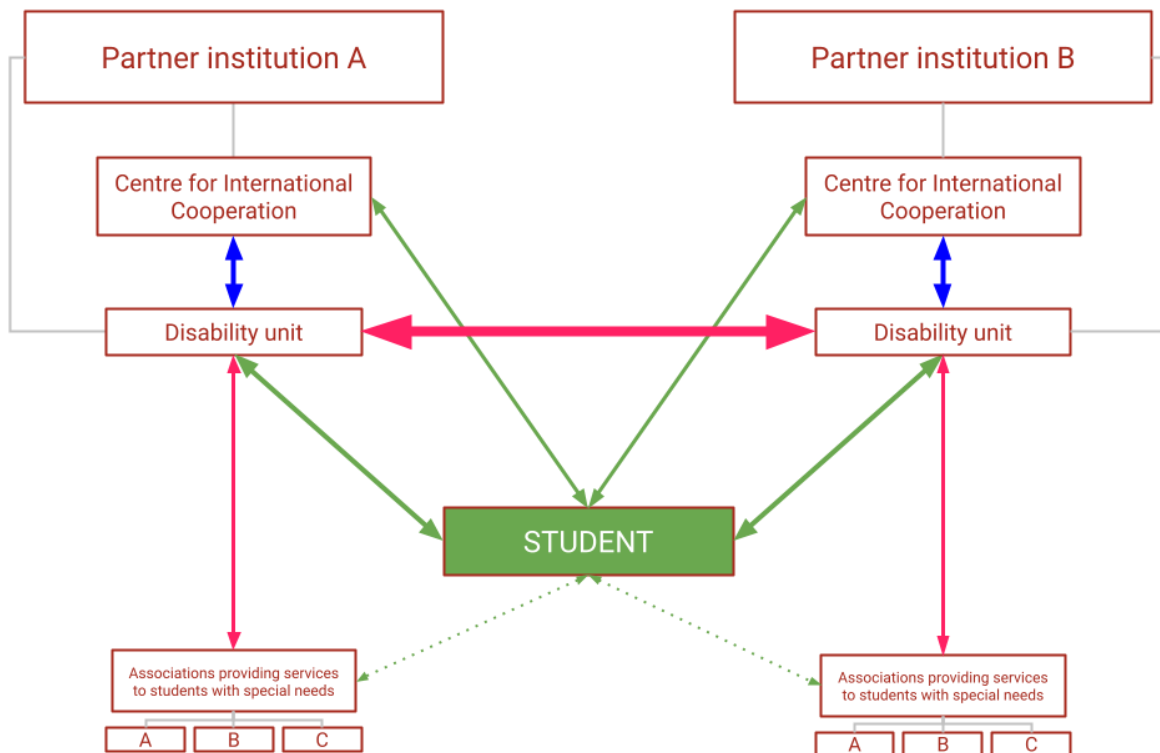 Partner institution A
Partner institution B
Centre for International
Cooperation
Centre for International
Cooperation
Disability unit
Disability unit
STUDENT
Associations providing services
to students with special needs
Associations providing services
to students with special needs
A
B
C
A
B
C